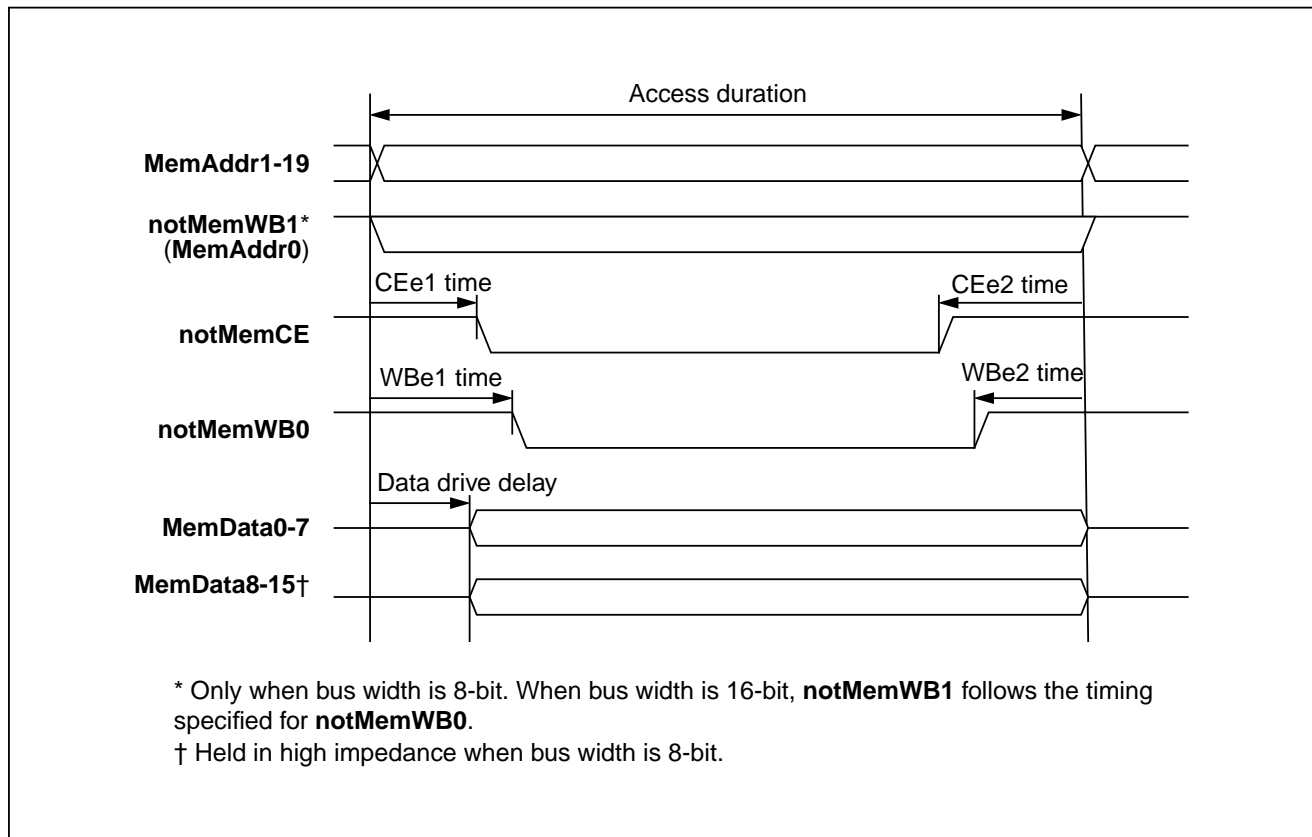 Access duration
MemAddr1-19
notMemWB1*
(MemAddr0)
CEe1 time
CEe2 time
notMemCE
WBe1 time
WBe2 time
notMemWB0
Data drive delay
MemData0-7
MemData8-15†
* Only when bus width is 8-bit. When bus width is 16-bit, notMemWB1 follows the timing
specified for notMemWB0.
† Held in high impedance when bus width is 8-bit.